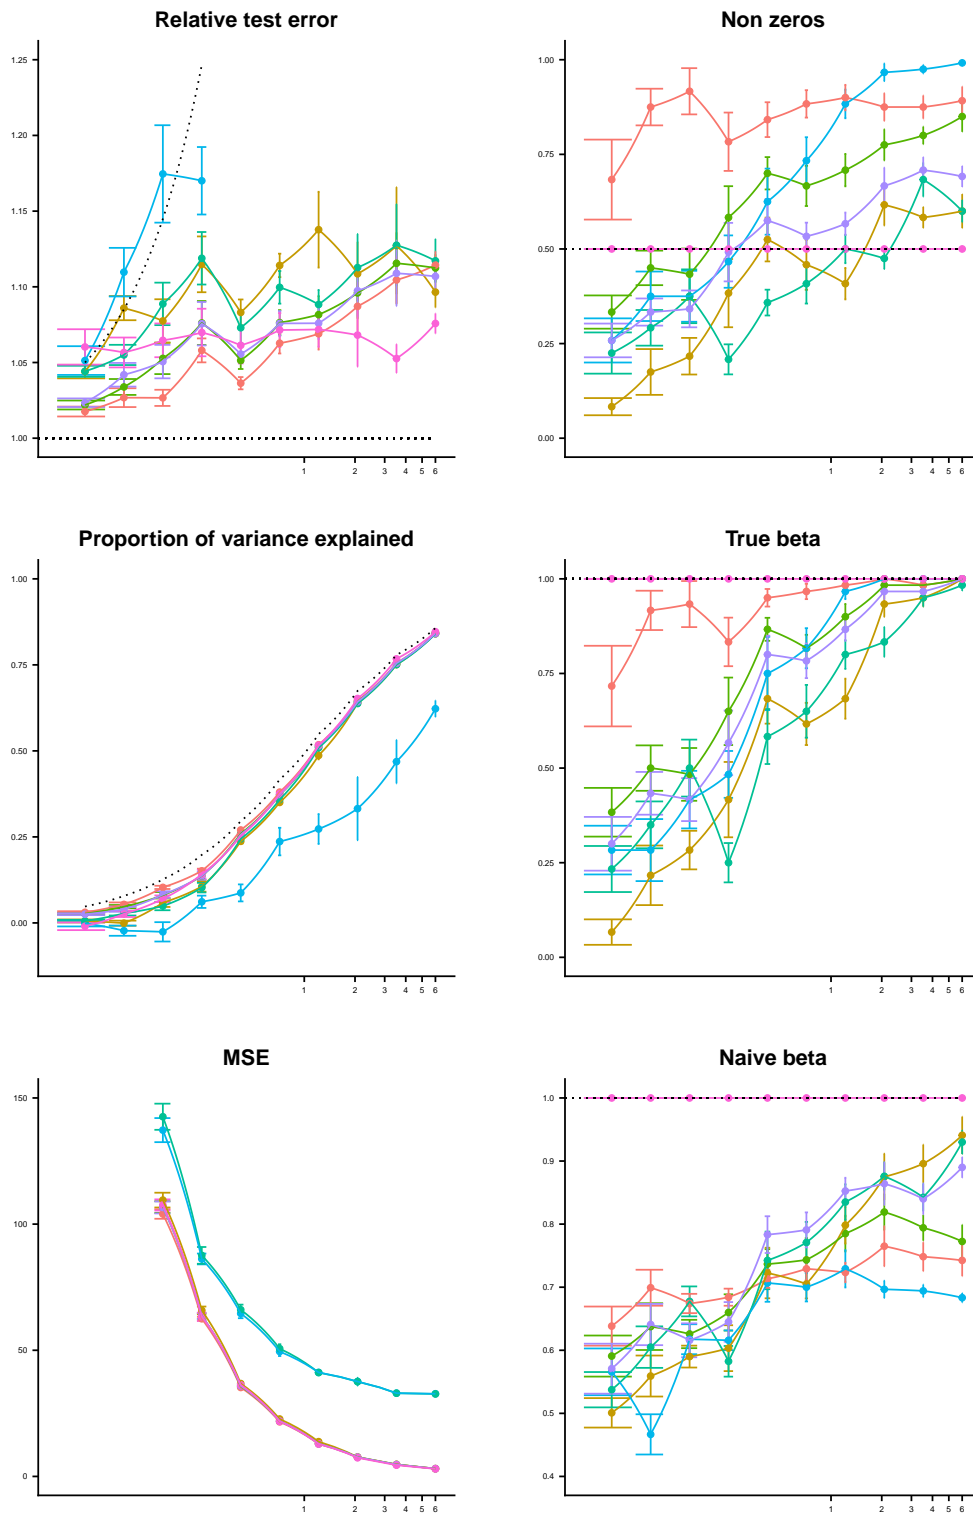 Relative test error
1.25
1.20
1.15
1.10
1.05
1.00
1 2 3 4 5 6
Non zeros
1.00
0.75
0.50
0.25
0.00
1 2 3 4 5 6
Proportion of variance explained
1.00
0.75
0.50
0.25
0.00
1 2 3 4 5 6
True beta
1.00
0.75
0.50
0.25
0.00
1 2 3 4 5 6
MSE
150
100
50
0
1 2 3 4 5 6
Naive beta
1.0
0.9
0.8
0.7
0.6
0.5
0.4
1 2 3 4 5 6